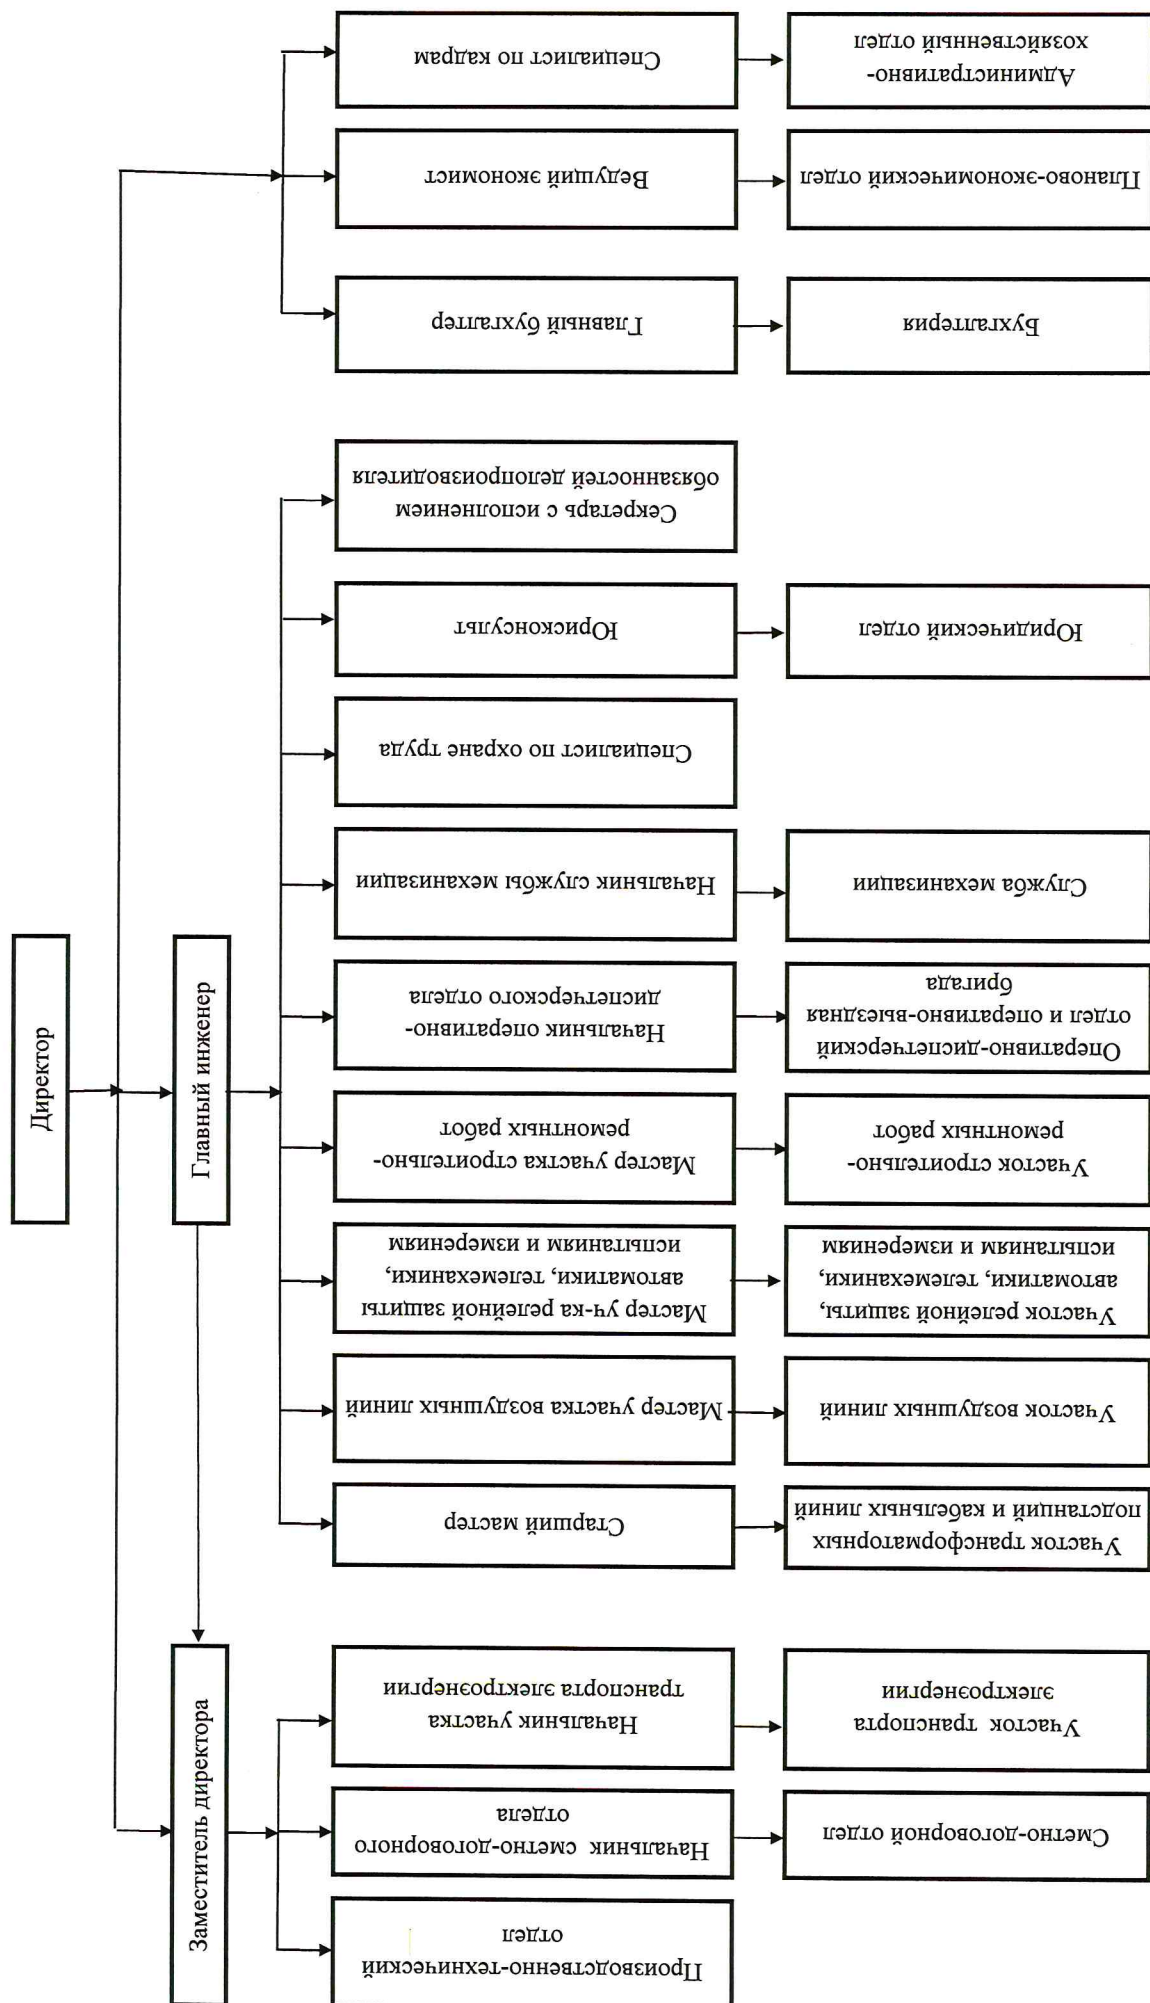 Директор
Главный инженер
Заместитель директора
Производственно-технический
отдел
Начальник сметно-договорного
отдела
Начальник участка
транспорта электроэнергии
Старший мастер
Мастер участка воздушных линий
Мастер уч-ка релейной защиты
автоматики, телемеханики,
испытаниям и измерениям
Мастер участка строительно-
ремонтных работ
Начальник оперативно-
диспетчерского отдела
Начальник службы механизации
Специалист по охране труда
Юрисконсульт
Секретарь с исполнением
обязанностей делопроизводителя
Главный бухгалтер
Ведущий экономист
Специалист по кадрам
Сметно-договорной отдел
Участок транспорта
электроэнергии
Участок трансформаторных
подстанций и кабельных линий
Участок воздушных линий
Участок релейной защиты,
автоматики, телемеханики,
испытаниям и измерениям
Участок строительно-
ремонтных работ
Оперативно-диспетчерский
отдел и оперативно-выездная
бригада
Служба механизации
Юридический отдел
Бухгалтерия
Планово-экономический отдел
Административно-
хозяйственный отдел